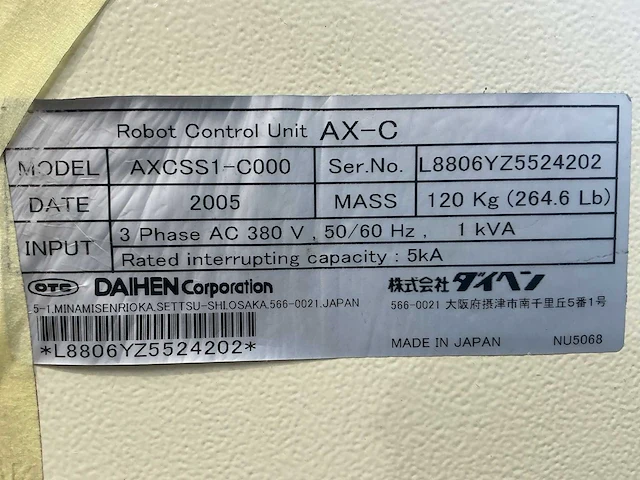 Robot Control Unit AX-C
MODEL AXCSS1-C000 Ser.No. L8806YZ5524202
DATE 2005 MASS 120 Kg (264.6 Lb)
INPUT 3 Phase AC 380 V , 50/60 Hz , 1 kVA
Rated interrupting capacity : 5kA
OTC DAIHEN Corporation 株式会社 ダイヘン
5-1,MINAMISENRIOKA,SETTSU-SHI,OSAKA,566-0021,JAPAN 566-0021 大阪府摂津市南千里丘5番1号
*L8806YZ5524202*
MADE IN JAPAN NU5068